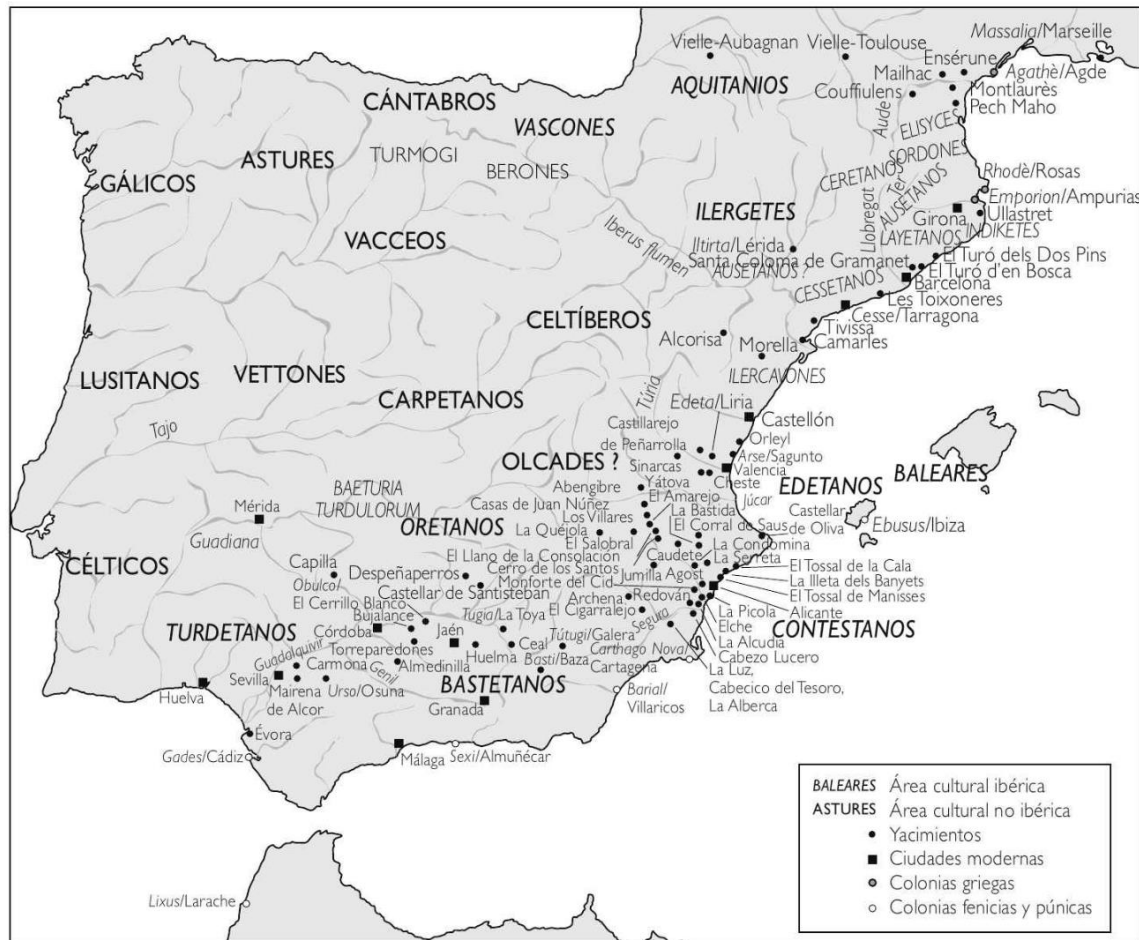 Massalia/Marseille
Vielle-Aubagnan
Vielle-Toulouse
Ensérune
Mailhac
Agathè/Agde
AQUITANIOS
Couffiulens
Montlaurès
Pech Maho
CÁNTABROS
Aude
VASCONES
ELISYCES
ASTURES
TURMOGI
SORDONES
BERONES
CERETANOS
Ter
Rhodè/Rosas
GÁLICOS
AUSETANOS
Emporion/Ampurias
ILERGETES
Llobregat
Girona
Ullastret
VACCEOS
Iberus flumen
LAYETANOS
INDIKETES
Iltirta/Lérida
Santa Coloma de Gramanet
El Turó dels Dos Pins
AUSETANOS ?
El Turó d'en Bosca
CESSETANOS
Barcelona
Les Toixoneres
CELTÍBEROS
Cesse/Tarragona
Tivissa
Alcorisa
Morella
Camarles
LUSITANOS
VETTONES
ILERCAVONES
CARPETANOS
Túria
Edeta/Liria
Castellón
Tajo
Castillarejo
de Peñarrolla
Orleyl
OLCADES ?
Sinarcas
Arse/Sagunto
Valencia
BALEARES
Abengibre
Yátova
Cheste
BAETURIA
TURDULORUM
EDETANOS
Casas de Juan Núñez
El Amarejo
Júcar
Mérida
ORETANOS
Los Villares
La Bastida
Castellar
de Oliva
Ebusus/Ibiza
La Quéjola
El Corral de Saus
Guadiana
El Salobral
La Condomina
CÉLTICOS
El Llano de la Consolación
Caudete
La Serreta
Capilla
Despeñaperros
Cerro de los Santos
El Tossal de la Cala
Monforte del Cid
Jumilla
Agost
La Illeta dels Banyets
Obulcol
Castellar de Santisteban
El Tossal de Manisses
El Cerrillo Blanco
Archena
Redován
Alicante
Bujalance
Tugia/La Toya
El Cigarralejo
La Picola
TURDETANOS
Córdoba
Jaén
Segura
Elche
CONTESTANOS
Torreparedones
Huelma
Ceal
Tútugi/Galera
La Alcudia
Guadalquivir
Carmona
Genil
Almedinilla
Basti/Baza
Carthago Nova/
Cartagena
Cabezo Lucero
Sevilla
La Luz,
Cabecico del Tesoro,
La Alberca
Huelva
Mairena
de Alcor
Urso/Osuna
BASTETANOS
Barial/
Villaricos
Granada
Évora
Gades/Cádiz
Málaga
Sexi/Almuñécar
Lixus/Larache
BALEARES Área cultural ibérica
ASTURES Área cultural no ibérica
Yacimientos
Ciudades modernas
Colonias griegas
Colonias fenicias y púnicas